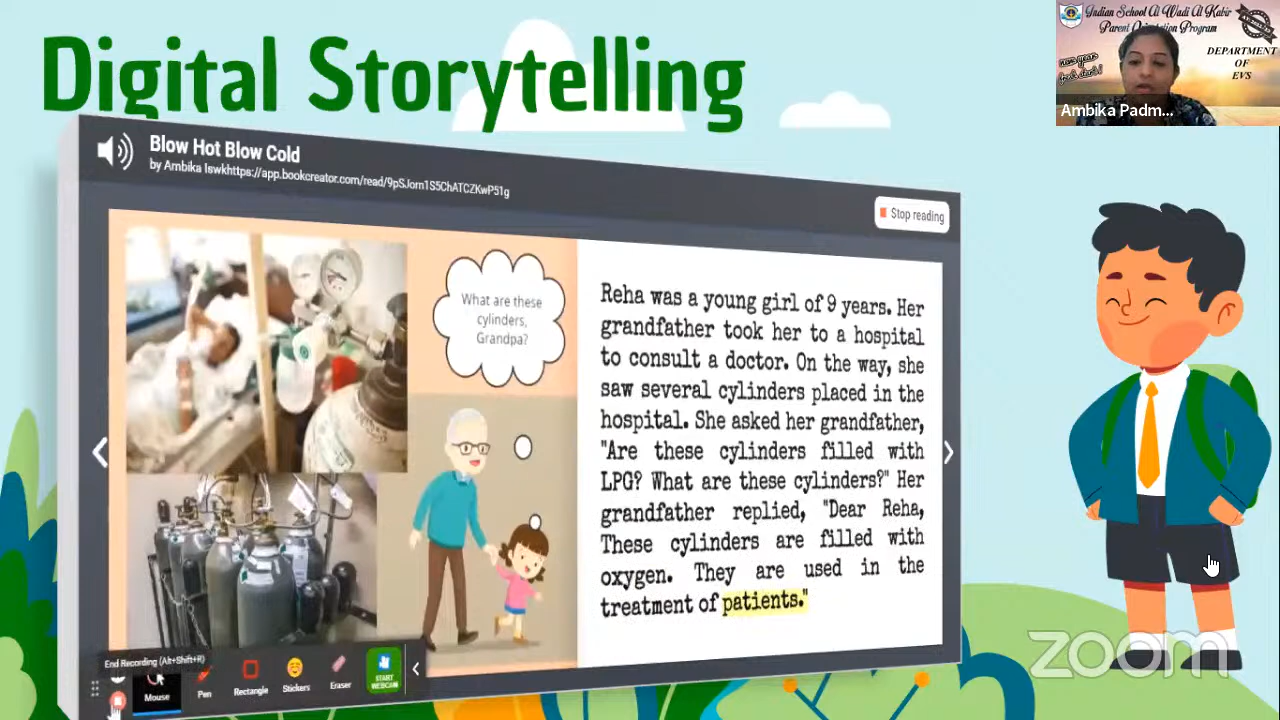 Digital Storytelling
Indian School Al Wadi Al Kabir
Parent Orientation Program
DEPARTMENT
OF
EVS
Ambika Padm...
Blow Hot Blow Cold
by Ambika Iswkhttps://app.bookcreator.com/read/9pSJorn1S5ChATCZKwP51g
Stop reading
What are these
cylinders,
Grandpa?
Reha was a young girl of 9 years. Her
grandfather took her to a hospital
to consult a doctor. On the way, she
saw several cylinders placed in the
hospital. She asked her grandfather,
"Are these cylinders filled with
LPG? What are these cylinders?" Her
grandfather replied, "Dear Reha,
These cylinders are filled with
oxygen. They are used in the
treatment of patients."
End Recording (Alt+Shift+R)
Mouse
Pen
Rectangle
Stickers
Eraser
START
WEBCAM
zoom